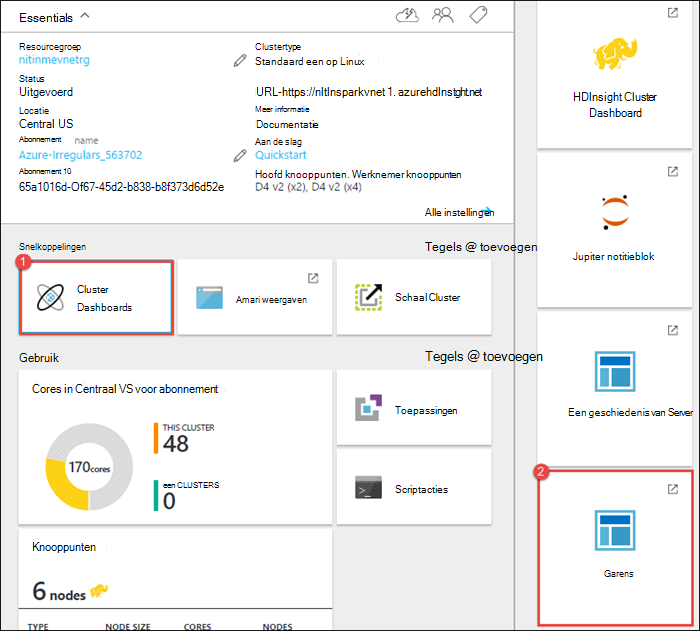 Essentials
Resourcegroep
nitinmevnetrg
Status
Uitgevoerd
Locatie
Central US
Abonnement name
Azure-Irregulars_563702
Abonnement 10
65a1016d-Of67-45d2-b838-b8f373d6d52e
Clustertype
Standaard een op Linux
URL-https://nltlnsparkvnet 1. azurehdlnstght.net
Meer informatie
Documentatie
Aan de slag
Quickstart
Hoofd knooppunten. Werknemer knooppunten
D4 v2 (x2), D4 v2 (x4)
Alle instellingen
Snelkoppelingen
Tegels @ toevoegen
1
Cluster
Dashboards
Amari weergaven
Schaal Cluster
Gebruik
Tegels @ toevoegen
Cores in Centraal VS voor abonnement
170cores
THIS CLUSTER
48
een CLUSTERS
0
Toepassingen
Scriptacties
Knooppunten
6 nodes
TYPE NODE SIZE CORES NODES
HDInsight Cluster
Dashboard
Jupiter notitieblok
Een geschiedenis van Server
2
Garens